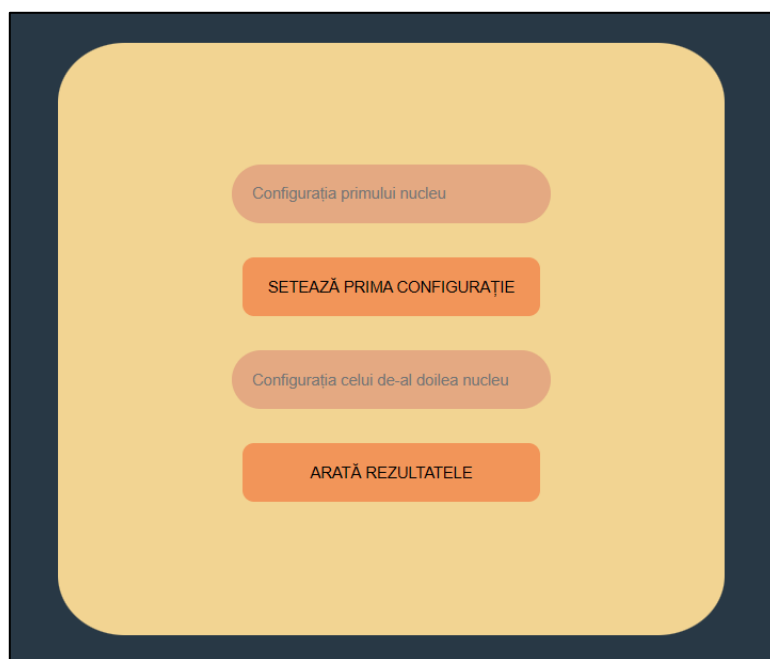 Configurația primului nucleu
SETEAZĂ PRIMA CONFIGURAȚIE
Configurația celui de-al doilea nucleu
ARATĂ REZULTATELE